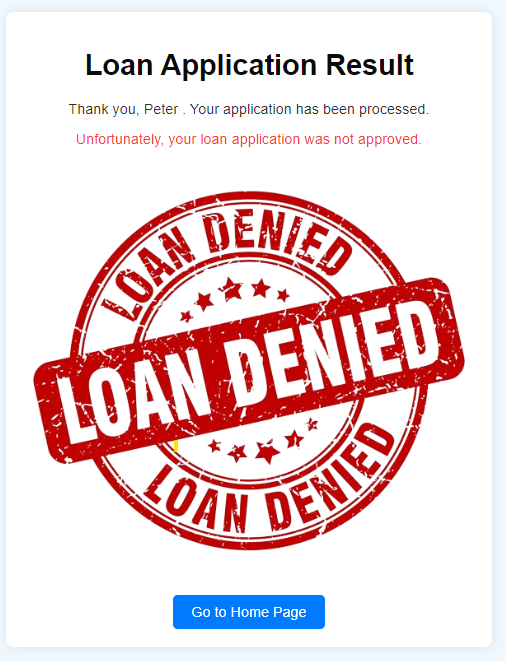 Loan Application Result
Thank you, Peter . Your application has been processed.
Unfortunately, your loan application was not approved.
LOAN DENIED
LOAN DENIED
LOAN DENIED
Go to Home Page